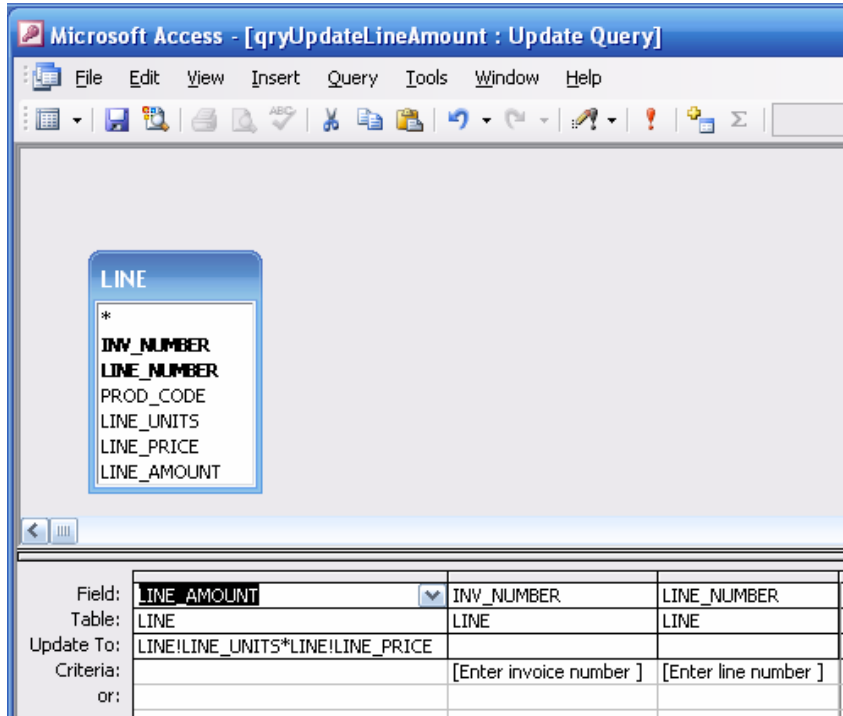 Microsoft Access - [qryUpdateLineAmount : Update Query]
File Edit View Insert Query Tools Window Help
ABC
LINE
*
INV_NUMBER
LINE_NUMBER
PROD_CODE
LINE_UNITS
LINE_PRICE
LINE_AMOUNT
Field: LINE_AMOUNT INV_NUMBER LINE_NUMBER
Table: LINE LINE LINE
Update To: LINE!LINE_UNITS*LINE!LINE_PRICE
Criteria: [Enter invoice number ] [Enter line number ]
or: